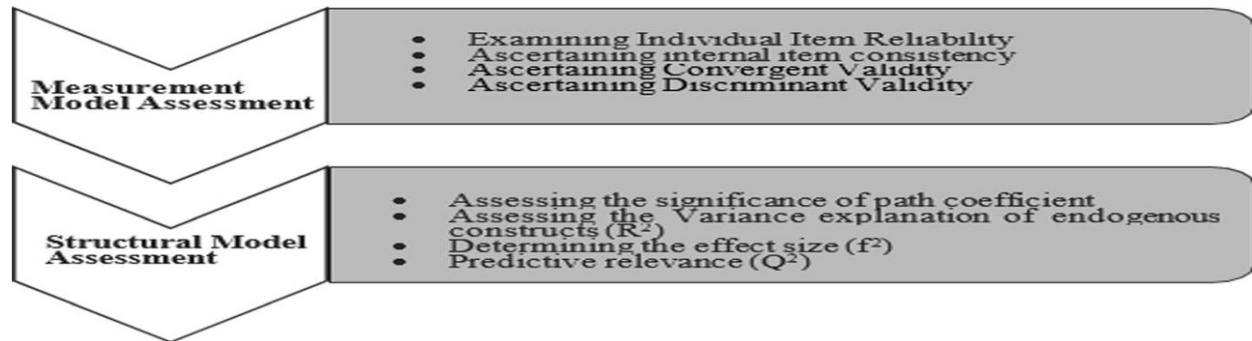 Measurement
Model Assessment
• Examining Individual Item Reliability
• Ascertaining internal item consistency
• Ascertaining Convergent Validity
• Ascertaining Discriminant Validity
Structural Model
Assessment
• Assessing the significance of path coefficient
• Assessing the Variance explanation of endogenous
constructs (R²)
• Determining the effect size (f²)
• Predictive relevance (Q²)